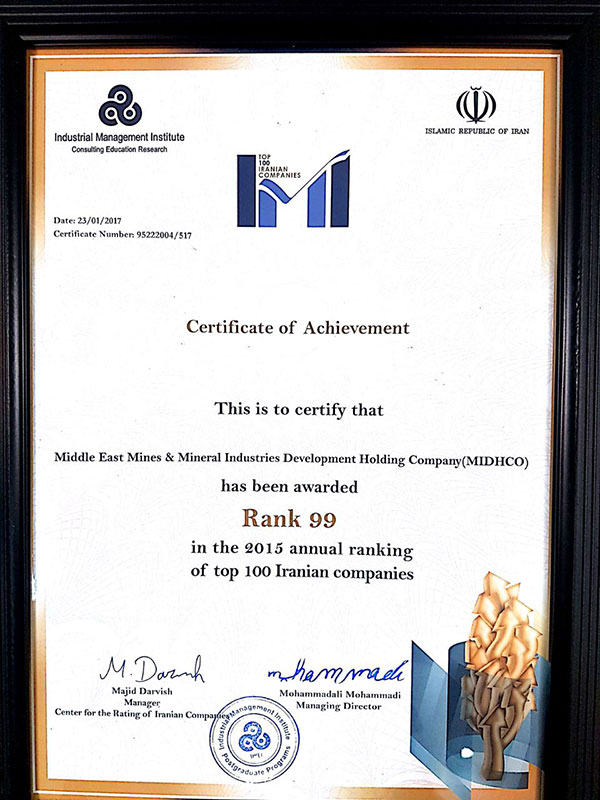 Industrial Management Institute
Consulting Education Research
ISLAMIC REPUBLIC OF IRAN
TOP
100
IRANIAN
COMPANIES
Date: 23/01/2017
Certificate Number: 95222004/517
Certificate of Achievement
This is to certify that
Middle East Mines & Mineral Industries Development Holding Company(MIDHCO)
has been awarded
Rank 99
in the 2015 annual ranking
of top 100 Iranian companies
M. Darvish
Majid Darvish
Manager
Center for the Rating of Iranian Companies
mohammadi
Mohammadali Mohammadi
Managing Director
Industrial Management Institute
Postgraduate Programs